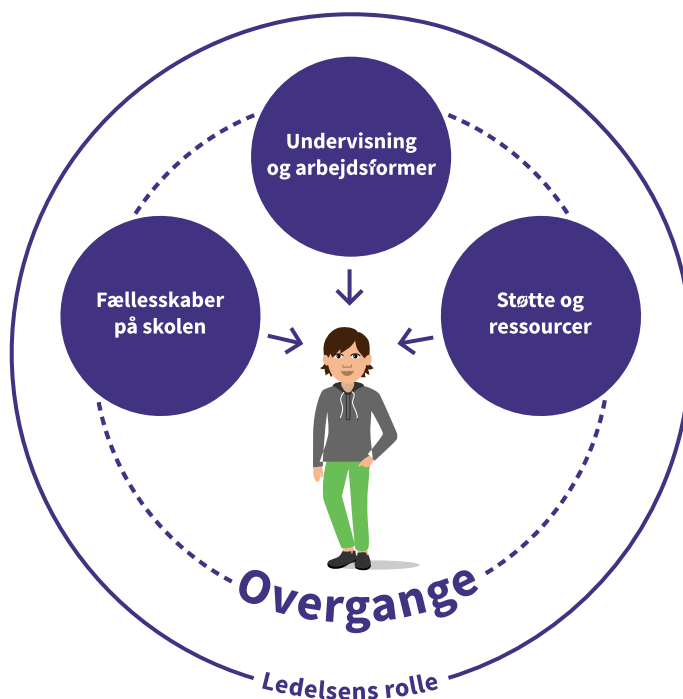 Undervisning
og arbejdsformer
Fællesskaber
på skolen
Støtte og
ressourcer
Overgange
Ledelsens rolle